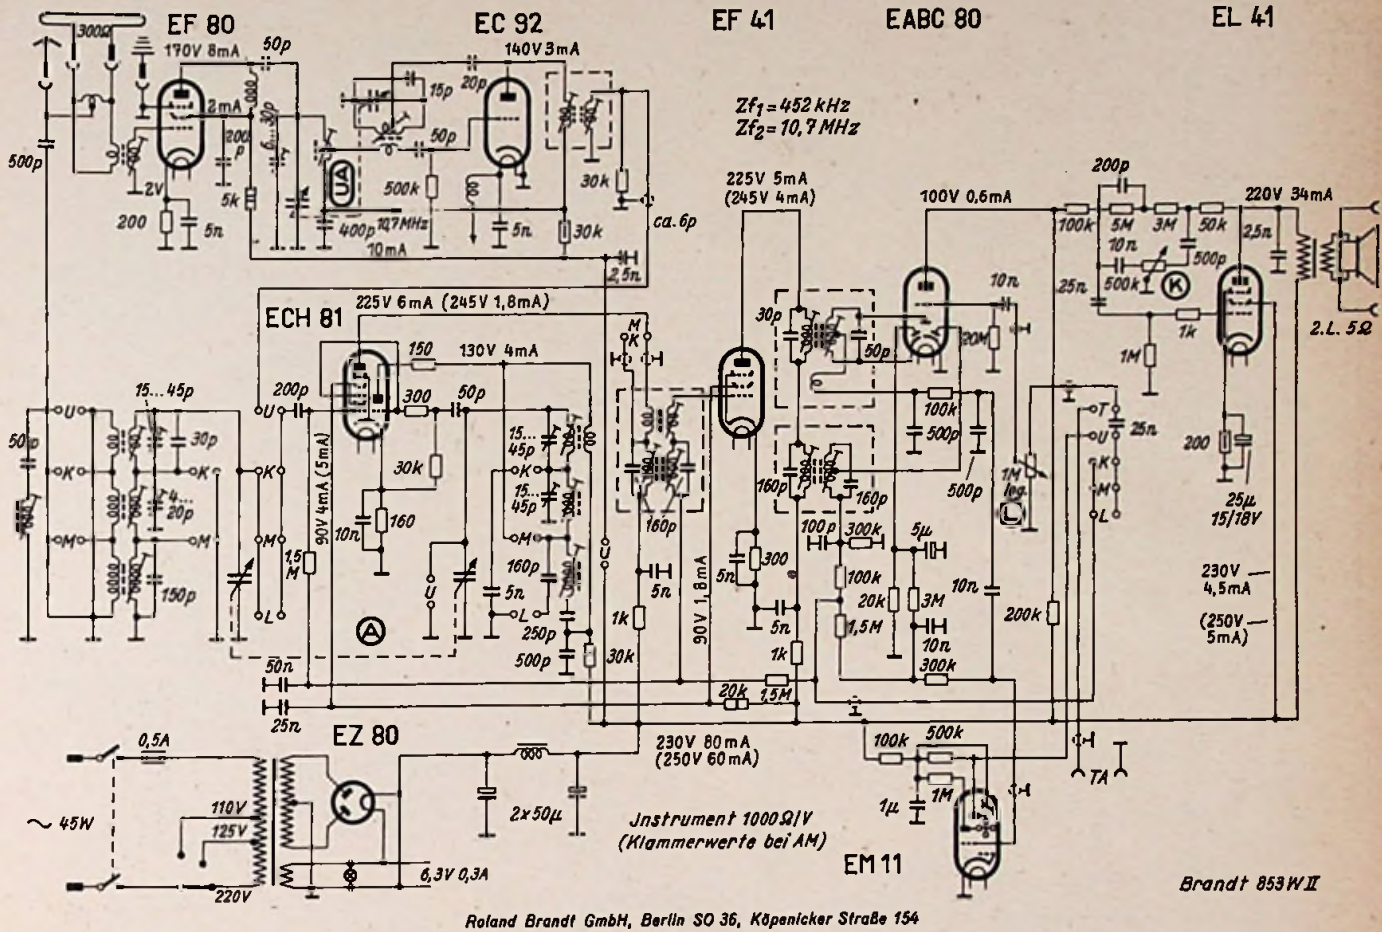 EF 80
EC 92
EF 41
EABC 80
EL 41
300Ω
170V 8mA
50p
140V 3mA
20p
15p
Zf₁ = 452 kHz
Zf₂ = 10,7 MHz
500p
2mA
200
p
2V
200
5n
5k
50p
500k
UA
400p
10,7MHz
10mA
5n
30k
30k
ca. 6p
2,5n
225V 5mA
(245V 4mA)
100V 0,6mA
200p
100k
5M
3M
50k
10n
500k
500p
K
25n
1k
1M
220V 34mA
2,5n
2.L. 5Ω
ECH 81
225V 6mA (245V 1,8mA)
150
130V 4mA
M
K
30p
50p
10n
20M
100k
500p
500p
15...45p
30p
50p
U
K
M
L
4...
20p
150p
U
K
M
200p
U
K
M
L
1,5
M
90V 4mA (5mA)
300
50p
30k
10n
160
A
U
15...
45p
K
15...
45p
M
160p
5n
L
250p
500p
30k
U
160p
5n
1k
90V 1,8mA
5n
300
5n
1k
160p
160p
100p
300k
100k
1,5M
5µ
20k
3M
10n
300k
10n
1M
log.
L
T
U
K
M
L
25n
200k
200
25µ
15/18V
230V
4,5mA
(250V
5mA)
50n
25n
20k
1,5M
EZ 80
0,5A
~ 45W
110V
125V
220V
6,3V 0,3A
2x50µ
230V 80mA
(250V 60mA)
Jnstrument 1000Ω/V
(Klammerwerte bei AM)
100k
500k
1M
1µ
TA
EM 11
Brandt 853 W II
Roland Brandt GmbH, Berlin SO 36, Köpenicker Straße 154